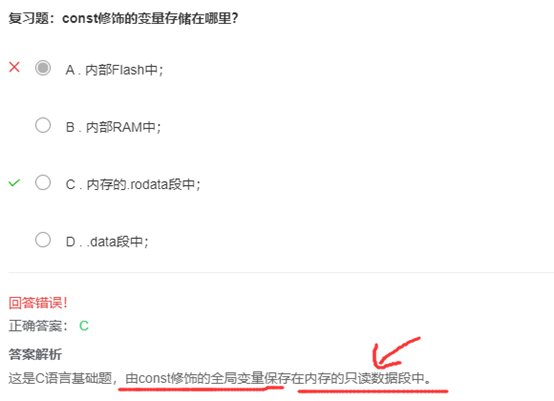 复习题：const修饰的变量存储在哪里？
A . 内部Flash中；
B . 内部RAM中；
C . 内存的.rodata段中；
D . .data段中；
回答错误！
正确答案： C
答案解析
这是C语言基础题，由const修饰的全局变量保存在内存的只读数据段中。